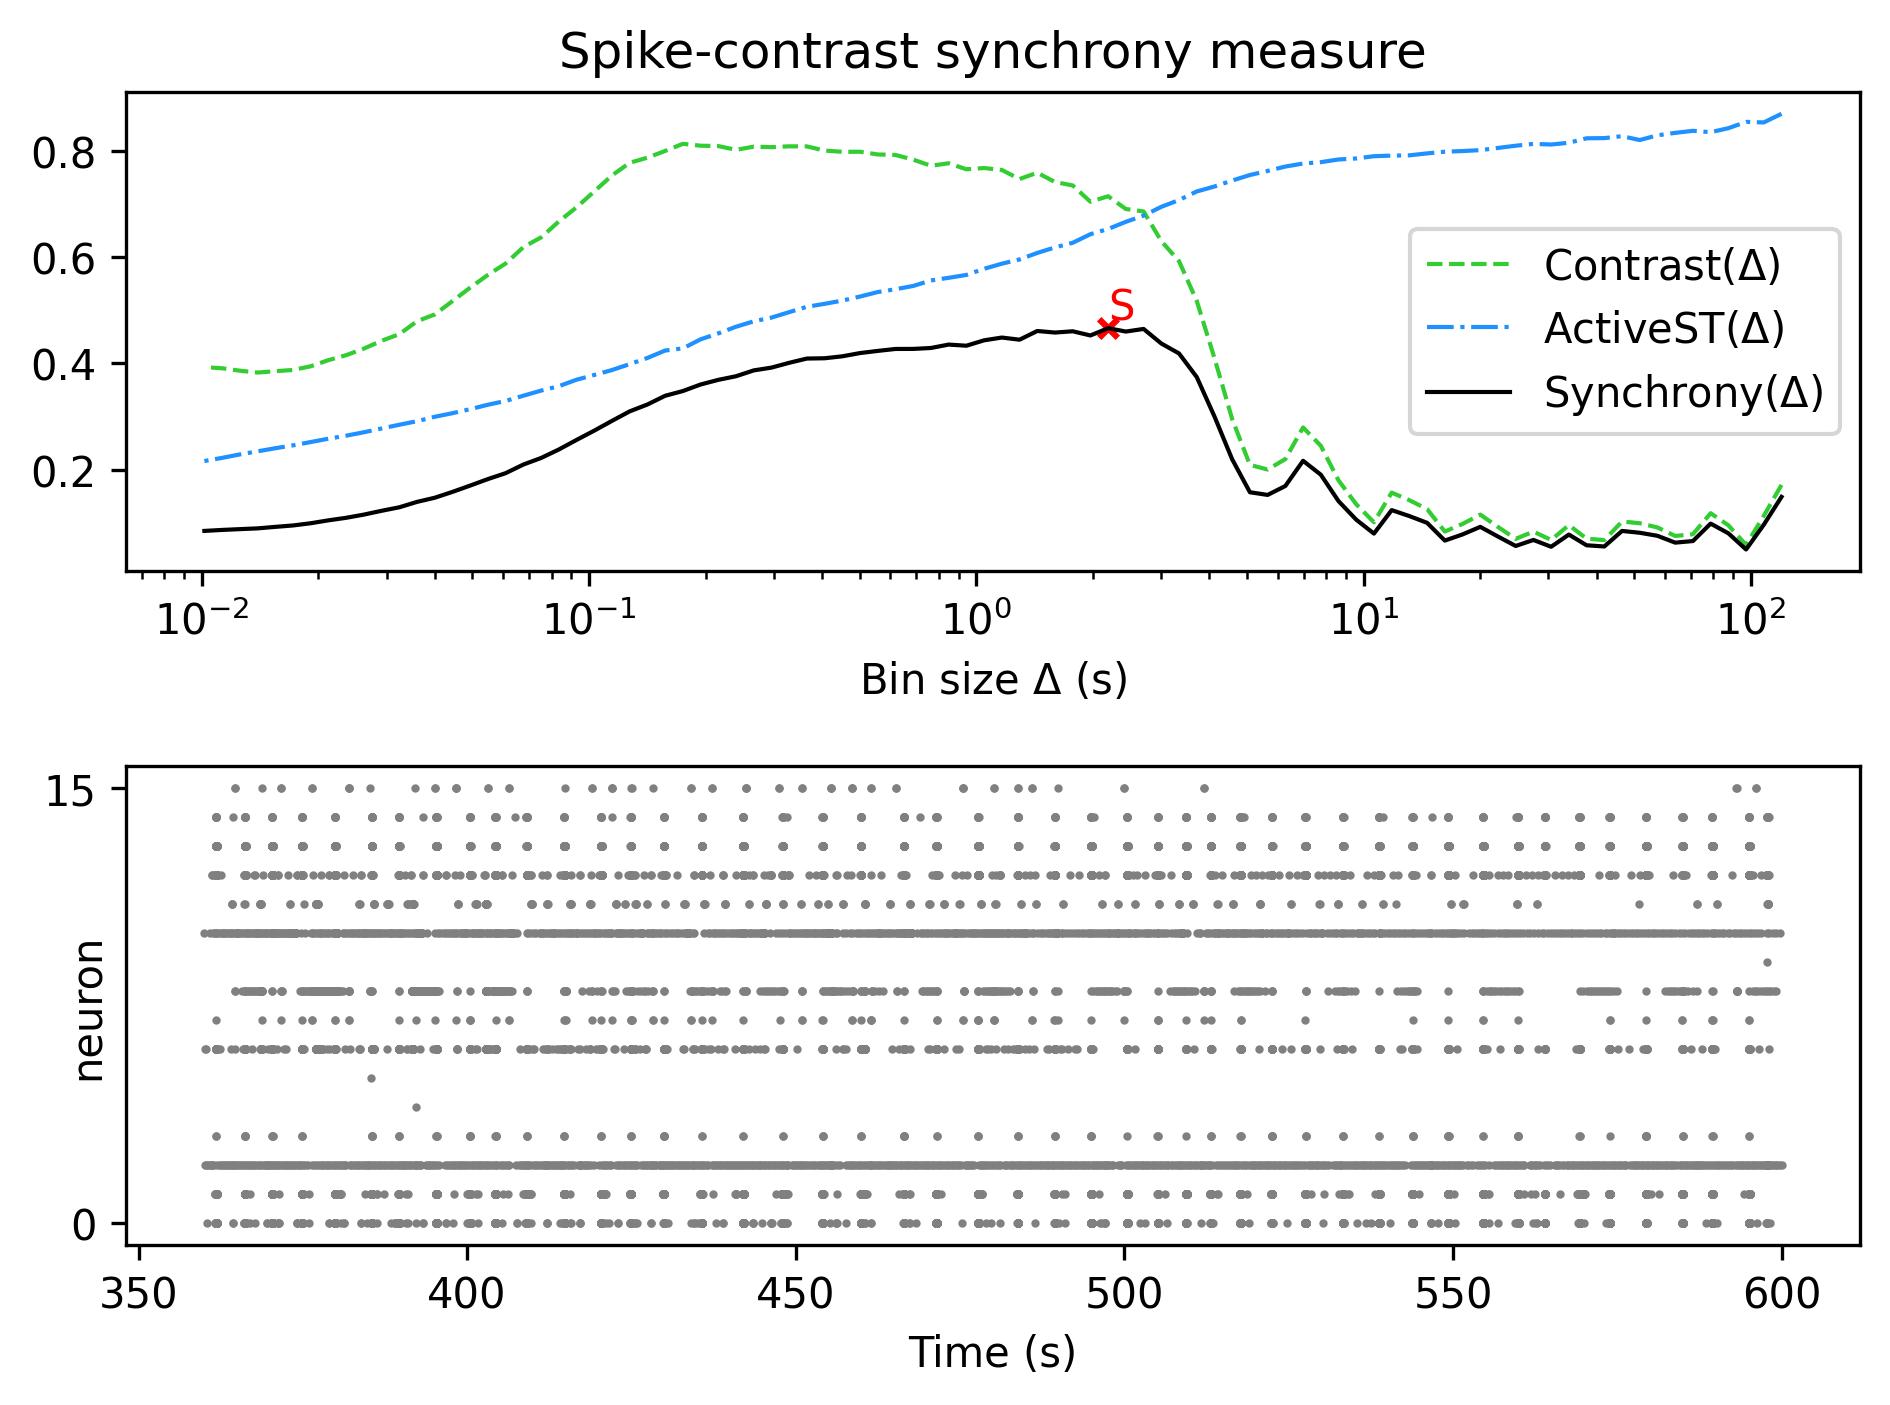 Spike-contrast synchrony measure
0.8
0.6
0.4
0.2
Contrast(Δ)
ActiveST(Δ)
Synchrony(Δ)
S
10⁻² 10⁻¹ 10⁰ 10¹ 10²
Bin size Δ (s)
15
0
neuron
350 400 450 500 550 600
Time (s)